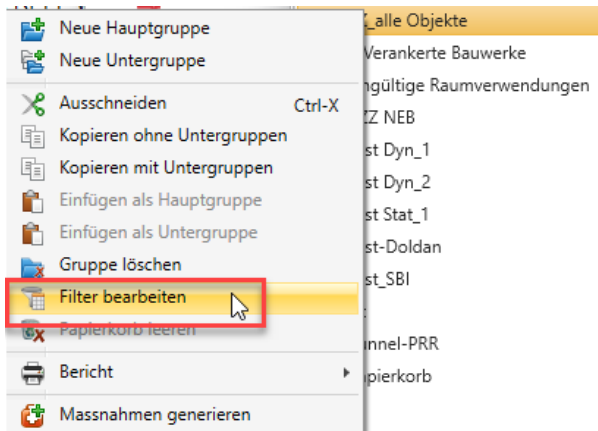 Neue Hauptgruppe
Neue Untergruppe
Ausschneiden Ctrl-X
Kopieren ohne Untergruppen
Kopieren mit Untergruppen
Einfügen als Hauptgruppe
Einfügen als Untergruppe
Gruppe löschen
Filter bearbeiten
Papierkorb leeren
Bericht
Massnahmen generieren
_alle Objekte
Verankerte Bauwerke
ngültige Raumverwendungen
ZZ NEB
st Dyn_1
st Dyn_2
st Stat_1
st-Doldan
st_SBI
nnel-PRR
pierkorb